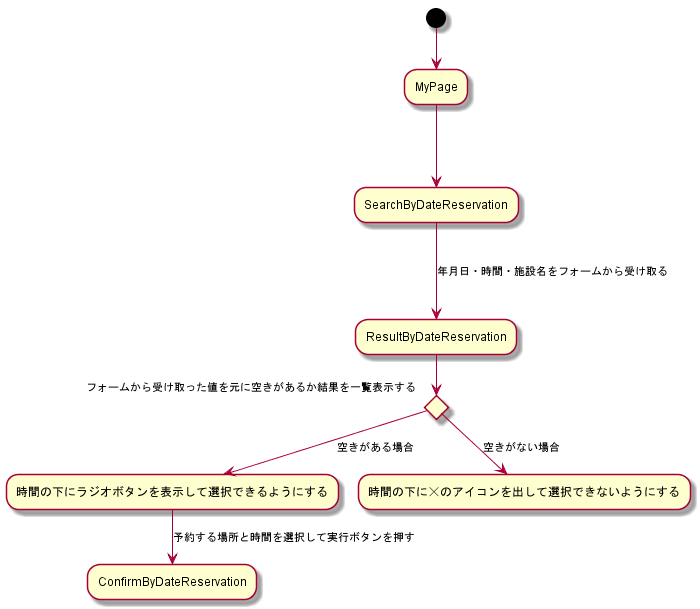 MyPage
SearchByDateReservation
年月日・時間・施設名をフォームから受け取る
ResultByDateReservation
フォームから受け取った値を元に空きがあるか結果を一覧表示する
空きがある場合
空きがない場合
時間の下にラジオボタンを表示して選択できるようにする
時間の下に×のアイコンを出して選択できないようにする
予約する場所と時間を選択して実行ボタンを押す
ConfirmByDateReservation